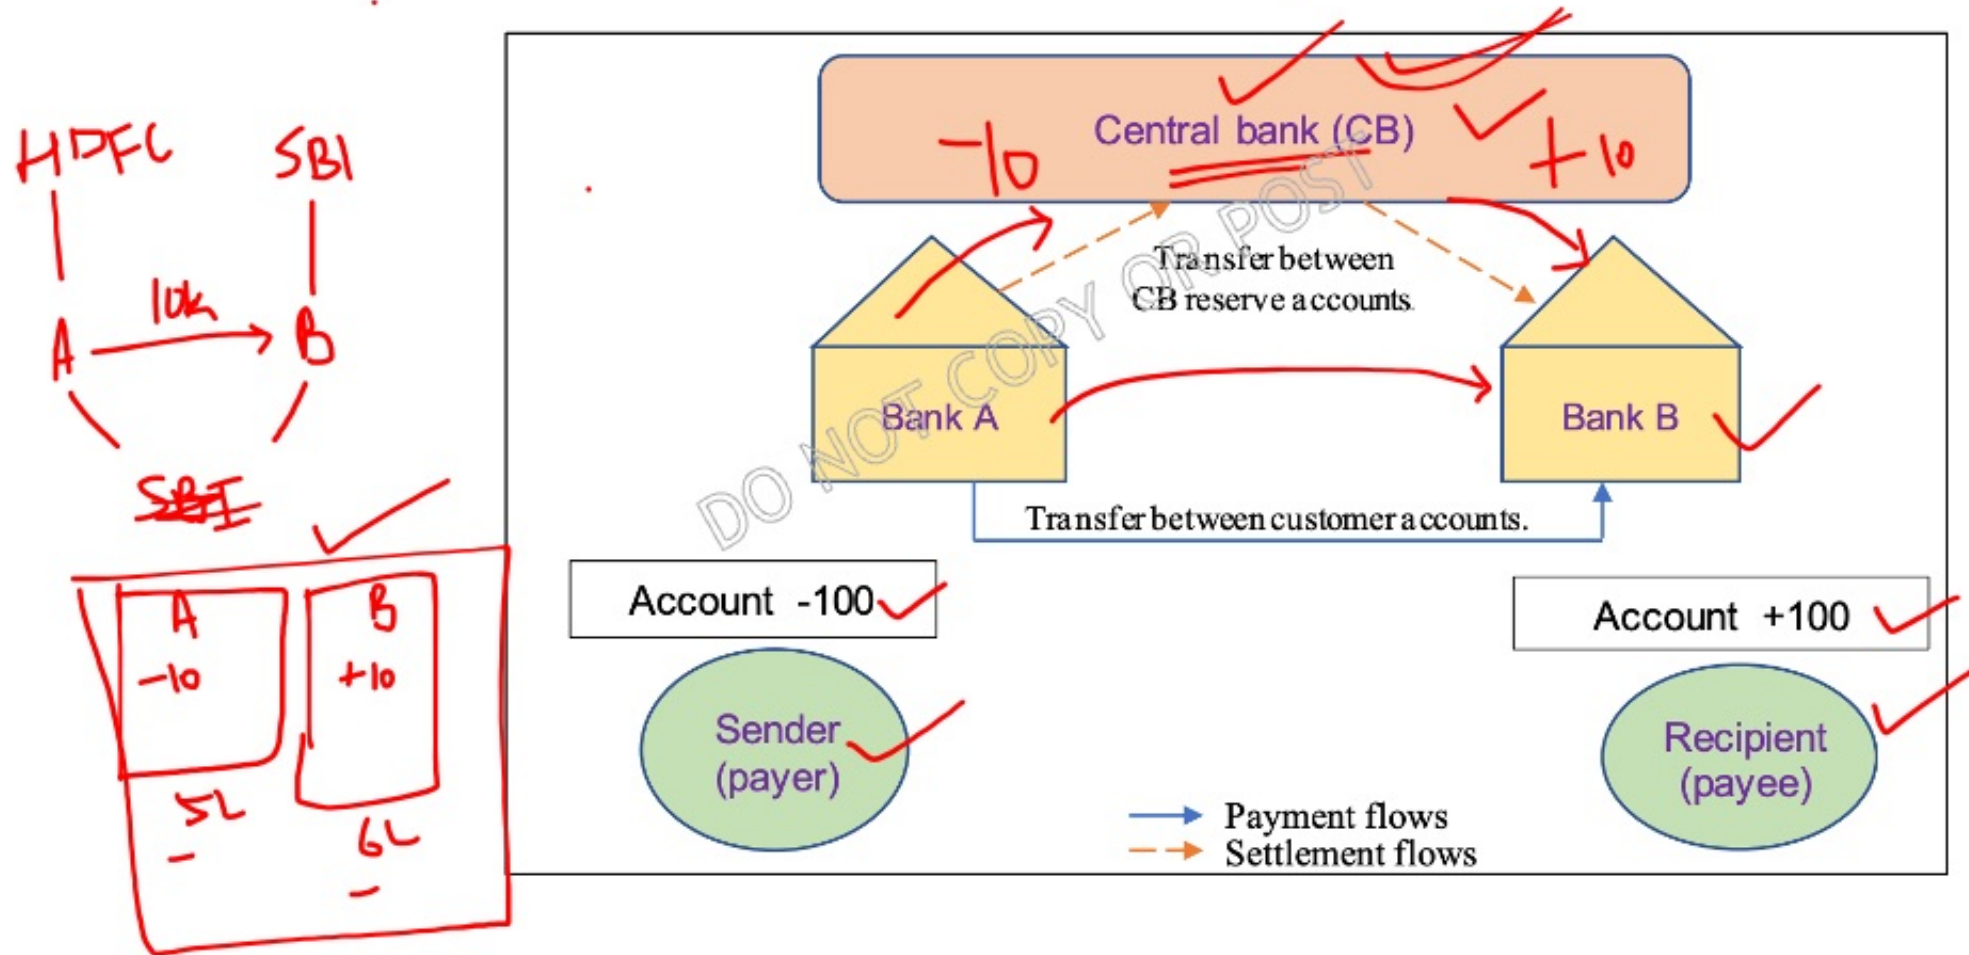 HDFC SBI
A 10k B
SBI
A B
-10 +10
5L 6L
Central bank (CB)
-10 +10
Transfer between
CB reserve accounts
Bank A Bank B
Transfer between customer accounts.
Account -100 Account +100
Sender
(payer)
Recipient
(payee)
Payment flows
Settlement flows
DO NOT COPY OR POST